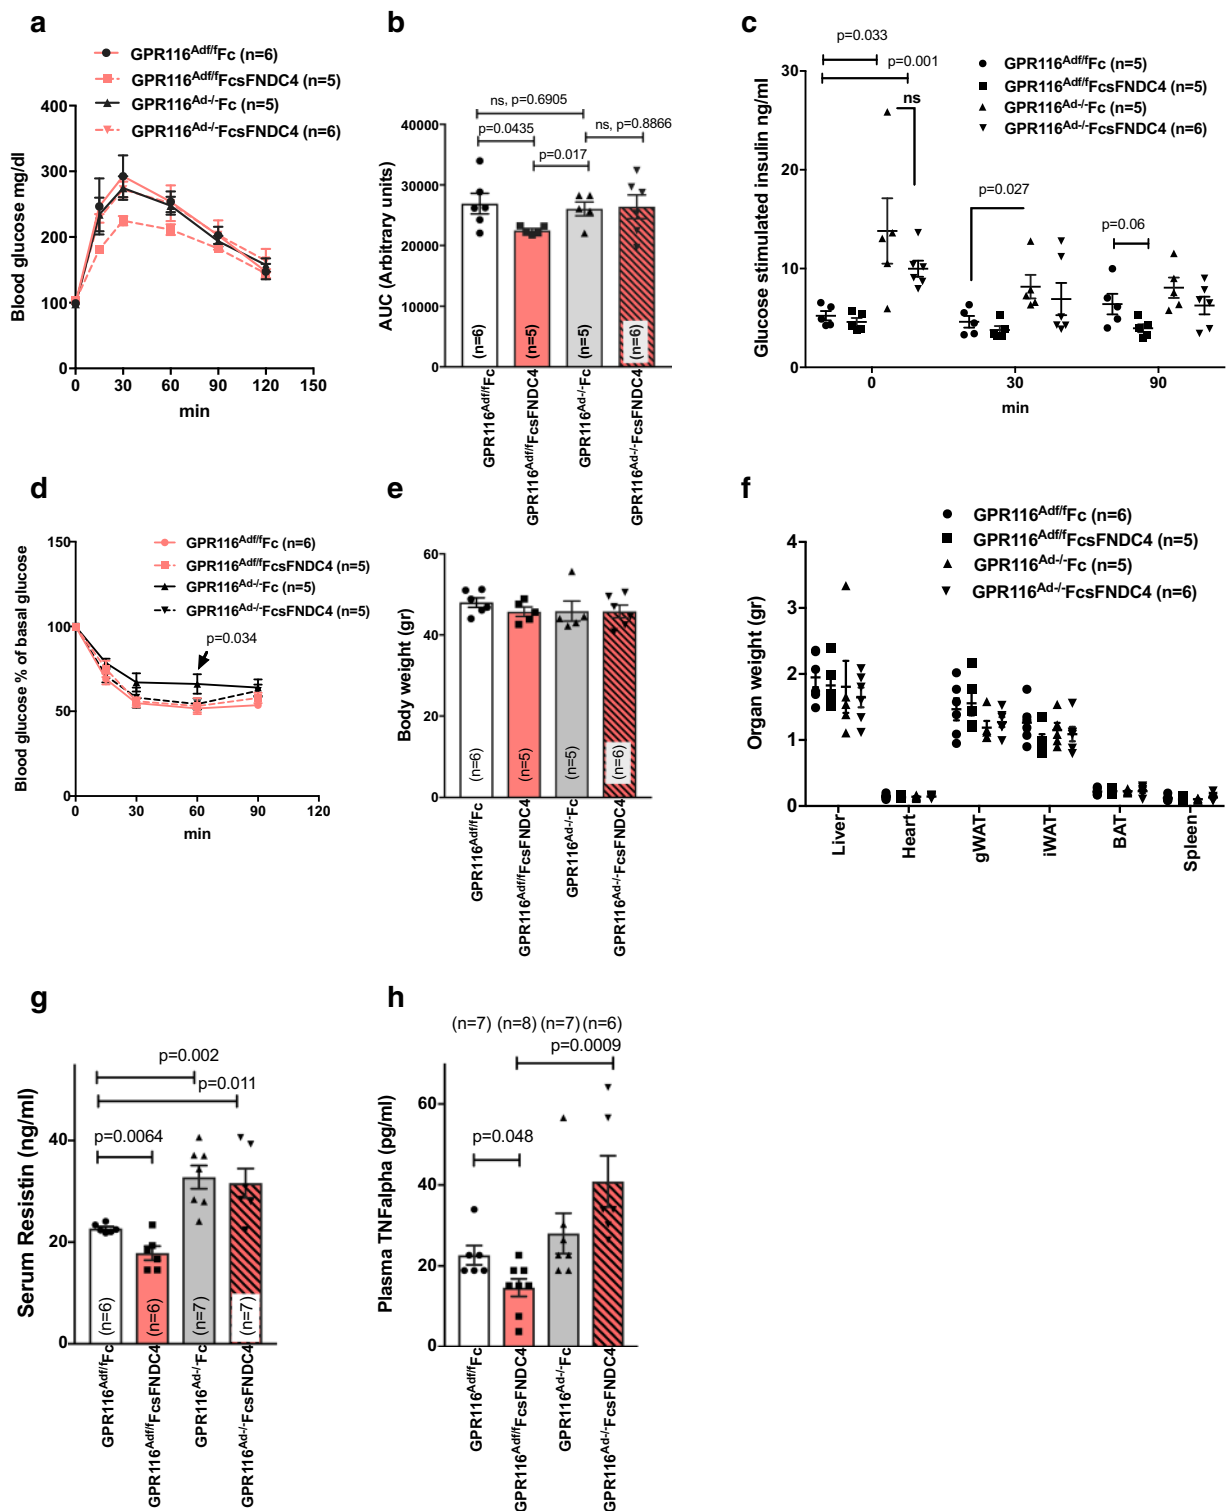 a
GPR116Adf/fFc (n=6)
GPR116Adf/fFcsFNDC4 (n=5)
GPR116Ad-/-Fc (n=5)
GPR116Ad-/-FcsFNDC4 (n=6)
Blood glucose mg/dl
400
300
200
100
0
0 30 60 90 120 150
min
b
ns, p=0.6905
ns, p=0.8866
p=0.0435
p=0.017
AUC (Arbitrary units)
40000
30000
20000
10000
0
(n=6) (n=5) (n=5) (n=6)
GPR116Adf/fFc
GPR116Adf/fFcsFNDC4
GPR116Ad-/-Fc
GPR116Ad-/-FcsFNDC4
c
p=0.033
p=0.001
ns
p=0.027
p=0.06
GPR116Adf/fFc (n=5)
GPR116Adf/fFcsFNDC4 (n=5)
GPR116Ad-/-Fc (n=5)
GPR116Ad-/-FcsFNDC4 (n=6)
Glucose stimulated insulin ng/ml
30
20
10
0
0 30 90
min
d
GPR116Adf/fFc (n=6)
GPR116Adf/fFcsFNDC4 (n=5)
GPR116Ad-/-Fc (n=5)
GPR116Ad-/-FcsFNDC4 (n=5)
p=0.034
Blood glucose % of basal glucose
150
100
50
0
0 30 60 90 120
min
e
Body weight (gr)
60
40
20
0
(n=6) (n=5) (n=5) (n=6)
GPR116Adf/fFc
GPR116Adf/fFcsFNDC4
GPR116Ad-/-Fc
GPR116Ad-/-FcsFNDC4
f
GPR116Adf/fFc (n=6)
GPR116Adf/fFcsFNDC4 (n=5)
GPR116Ad-/-Fc (n=5)
GPR116Ad-/-FcsFNDC4 (n=6)
Organ weight (gr)
4
3
2
1
0
Liver
Heart
gWAT
iWAT
BAT
Spleen
g
p=0.002
p=0.011
p=0.0064
Serum Resistin (ng/ml)
40
20
0
(n=6) (n=6) (n=7) (n=7)
GPR116Adf/fFc
GPR116Adf/fFcsFNDC4
GPR116Ad-/-Fc
GPR116Ad-/-FcsFNDC4
h
(n=7) (n=8) (n=7) (n=6)
p=0.0009
p=0.048
Plasma TNFalpha (pg/ml)
60
40
20
0
GPR116Adf/fFc
GPR116Adf/fFcsFNDC4
GPR116Ad-/-Fc
GPR116Ad-/-FcsFNDC4